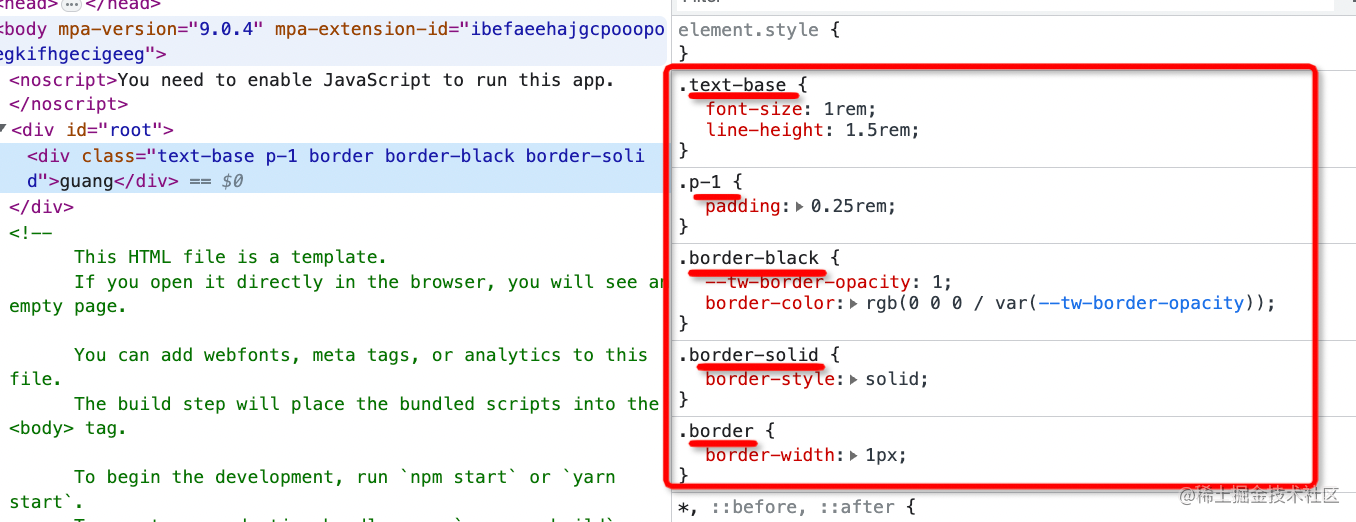 <head> ... </head>
<body mpa-version="9.0.4" mpa-extension-id="ibefaeehajgcpooopo
egkifhgecigeeg">
<noscript>You need to enable JavaScript to run this app.
</noscript>
<div id="root">
<div class="text-base p-1 border border-black border-soli
d">guang</div> == $0
</div>
<!--
This HTML file is a template.
If you open it directly in the browser, you will see an
empty page.
You can add webfonts, meta tags, or analytics to this
file.
The build step will place the bundled scripts into the
<body> tag.
To begin the development, run `npm start` or `yarn
start`.
element.style {
}
.text-base {
font-size: 1rem;
line-height: 1.5rem;
}
.p-1 {
padding: 0.25rem;
}
.border-black {
--tw-border-opacity: 1;
border-color: rgb(0 0 0 / var(--tw-border-opacity));
}
.border-solid {
border-style: solid;
}
.border {
border-width: 1px;
}
*, ::before, ::after {
@稀土掘金技术社区